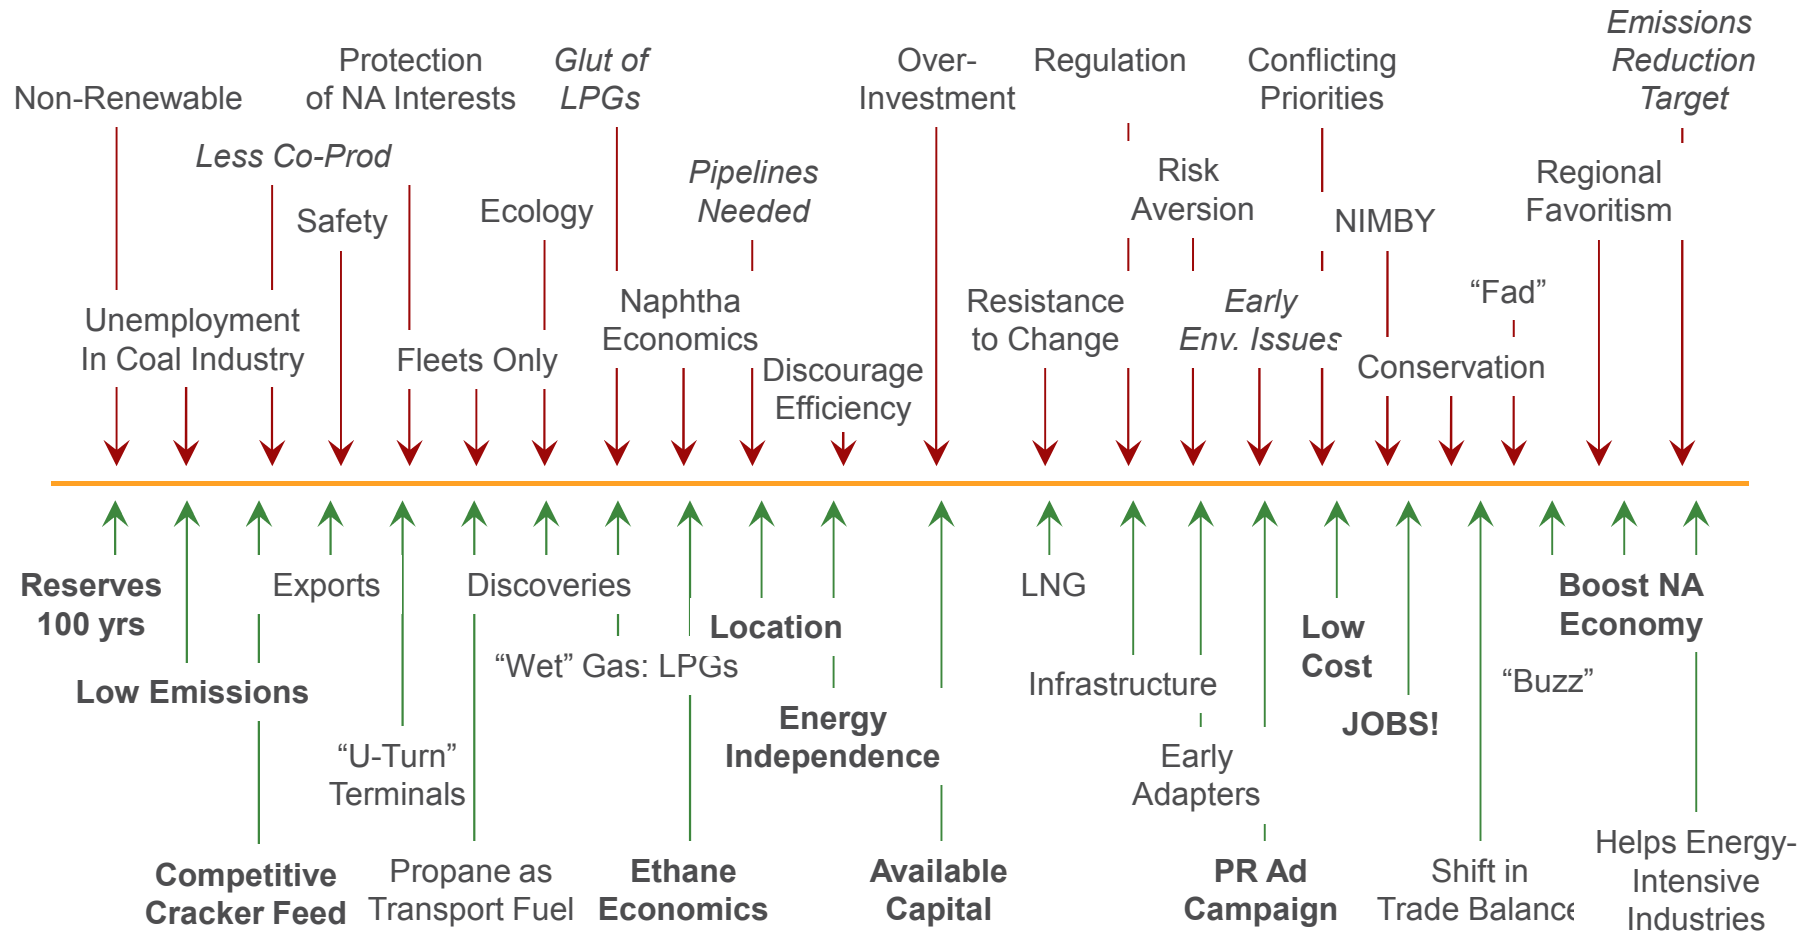 Non-Renewable
Less Co-Prod
Protection
of NA Interests
Glut of
LPGs
Over-
Investment
Regulation
Conflicting
Priorities
Emissions
Reduction
Target
Safety
Ecology
Pipelines
Needed
Risk
Aversion
NIMBY
Regional
Favoritism
Unemployment
In Coal Industry
Fleets Only
Naphtha
Economics
Discourage
Efficiency
Resistance
to Change
Early
Env. Issues
Conservation
“Fad”
Reserves
100 yrs
Exports
Discoveries
Location
LNG
Low
Cost
Boost NA
Economy
Low Emissions
“Wet” Gas: LPGs
Energy
Independence
Infrastructure
JOBS!
“Buzz”
“U-Turn”
Terminals
Early
Adapters
Competitive
Cracker Feed
Propane as
Transport Fuel
Ethane
Economics
Available
Capital
PR Ad
Campaign
Shift in
Trade Balance
Helps Energy-
Intensive
Industries